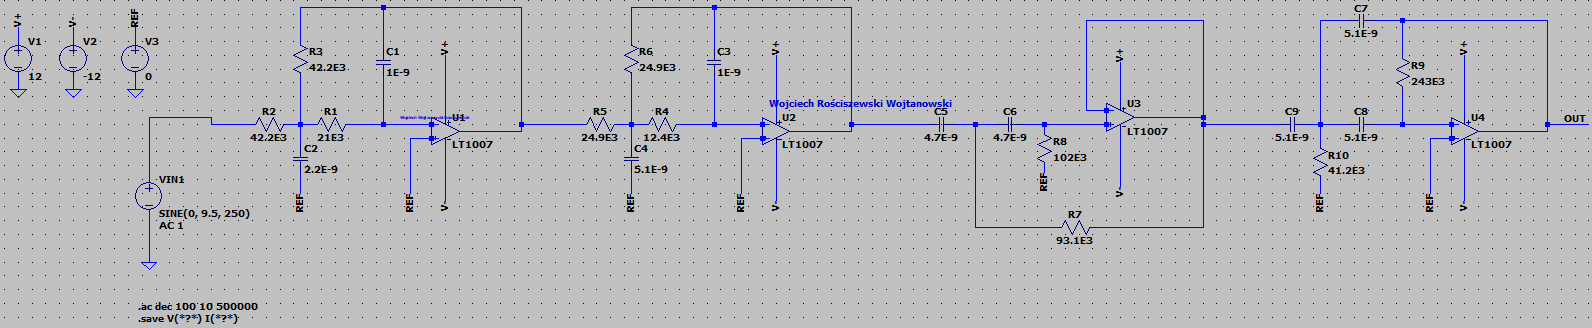 V+ V- REF
V1 V2 V3
12 -12 0
R3 42.2E3
C1 1E-9
V+
R2 42.2E3
R1 21E3
U1 LT1007
C2 2.2E-9
REF REF V-
VIN1
SINE(0, 9.5, 250)
AC 1
R6 24.9E3
C3 1E-9
V+
Wojciech Rościszewski Wojtanowski
R5 24.9E3
R4 12.4E3
U2 LT1007
C4 5.1E-9
REF REF V-
C5 4.7E-9
C6 4.7E-9
V+
U3 LT1007
R8 102E3
REF V-
R7 93.1E3
C7 5.1E-9
R9 243E3
V+
C9 5.1E-9
C8 5.1E-9
U4 LT1007
OUT
R10 41.2E3
REF REF V-
.ac dec 100 10 500000
.save V(*?*) I(*?*)